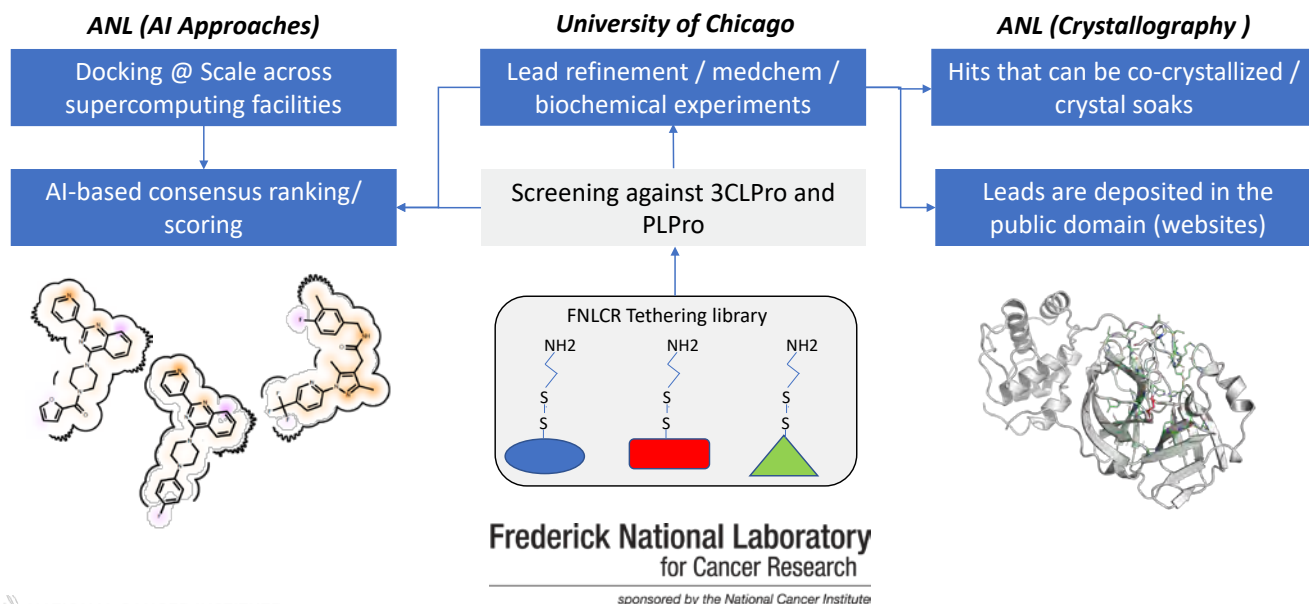 ANL (AI Approaches)
University of Chicago
ANL (Crystallography )
Docking @ Scale across
supercomputing facilities
Lead refinement / medchem /
biochemical experiments
Hits that can be co-crystallized /
crystal soaks
AI-based consensus ranking/
scoring
Screening against 3CLPro and
PLPro
Leads are deposited in the
public domain (websites)
FNLCR Tethering library
NH2 NH2 NH2
S S S
S S S
Frederick National Laboratory
for Cancer Research
sponsored by the National Cancer Institute